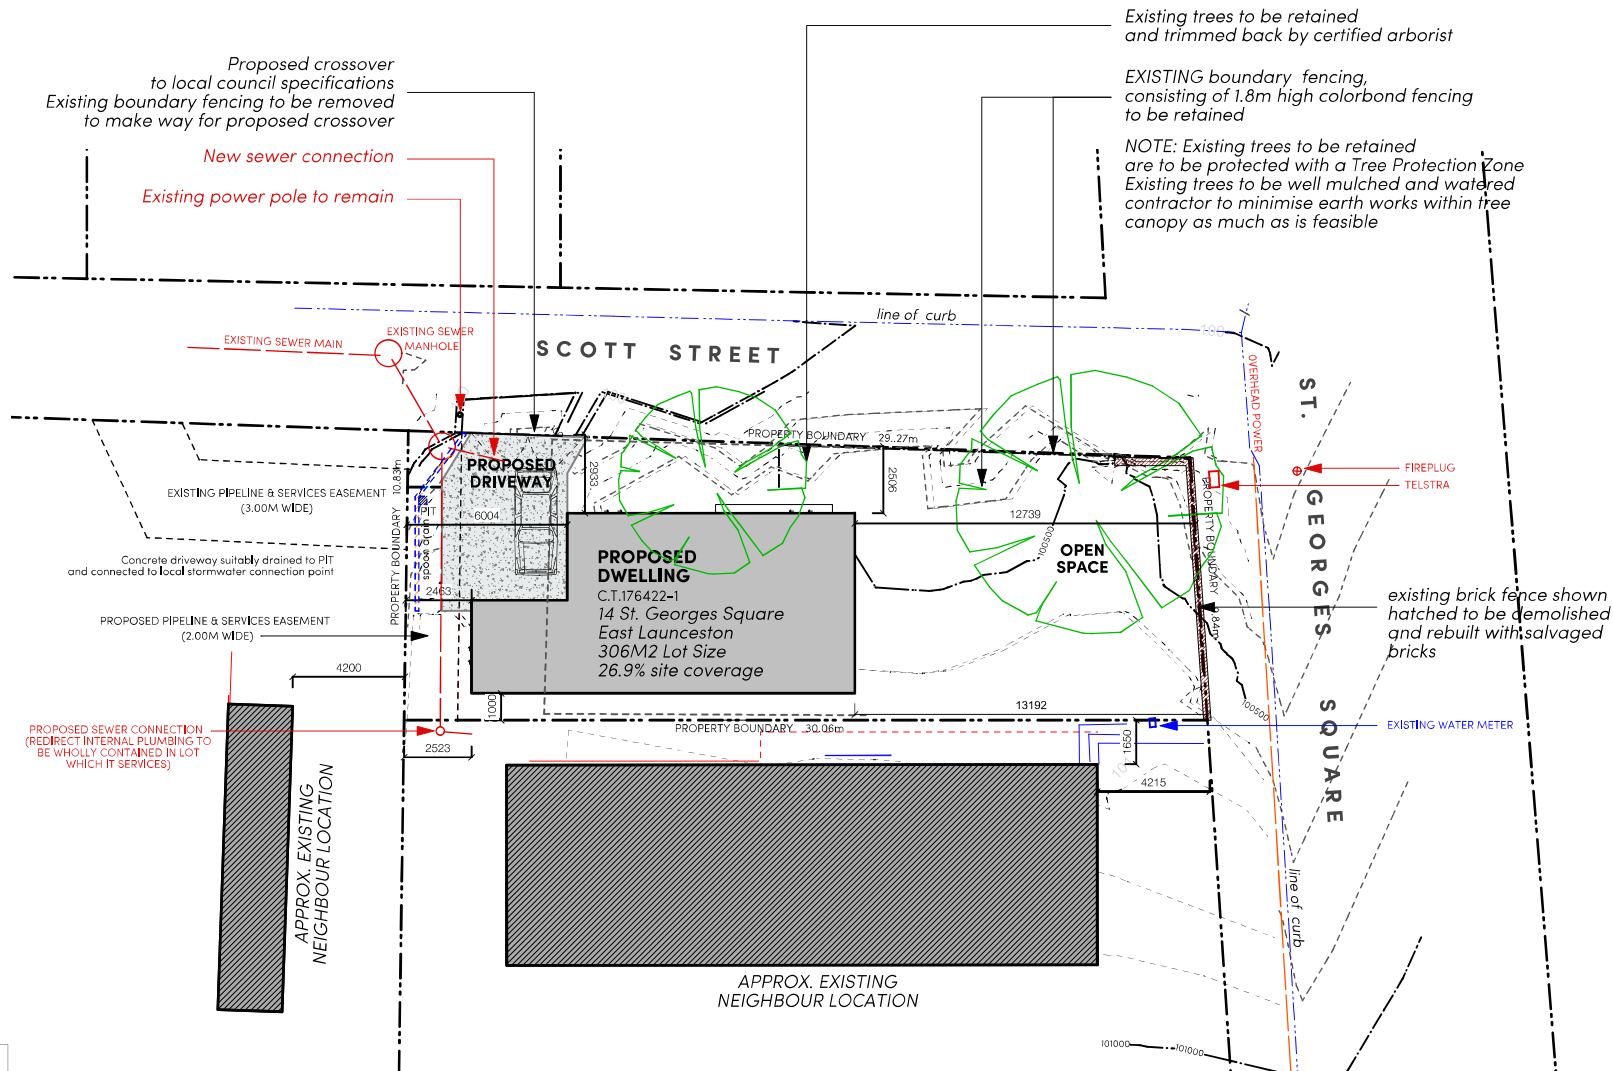 Existing trees to be retained
and trimmed back by certified arborist
Proposed crossover
to local council specifications
Existing boundary fencing to be removed
to make way for proposed crossover
EXISTING boundary fencing,
consisting of 1.8m high colorbond fencing
to be retained
New sewer connection
Existing power pole to remain
NOTE: Existing trees to be retained
are to be protected with a Tree Protection Zone
Existing trees to be well mulched and watered
contractor to minimise earth works within tree
canopy as much as is feasible
line of curb
100
EXISTING SEWER MAIN
EXISTING SEWER
MANHOLE
SCOTT STREET
OVERHEAD POWER
ST. GEORGES SQUARE
PROPERTY BOUNDARY 29..27m
PROPOSED
DRIVEWAY
2933
2506
FIREPLUG
TELSTRA
EXISTING PIPELINE & SERVICES EASEMENT
(3.00M WIDE)
PROPERTY BOUNDARY 10.83m
PIT
6004
12739
spoon drain
100500
OPEN
SPACE
PROPERTY BOUNDARY
.84m
Concrete driveway suitably drained to PIT
and connected to local stormwater connection point
PROPOSED
DWELLING
C.T.176422-1
14 St. Georges Square
East Launceston
306M2 Lot Size
26.9% site coverage
2463
existing brick fence shown
hatched to be demolished
and rebuilt with salvaged
bricks
PROPOSED PIPELINE & SERVICES EASEMENT
(2.00M WIDE)
4200
1000
13192
100500
PROPOSED SEWER CONNECTION
(REDIRECT INTERNAL PLUMBING TO
BE WHOLLY CONTAINED IN LOT
WHICH IT SERVICES)
PROPERTY BOUNDARY 30.06m
EXISTING WATER METER
2523
1650
4215
APPROX. EXISTING
NEIGHBOUR LOCATION
line of curb
APPROX. EXISTING
NEIGHBOUR LOCATION
101000
101000